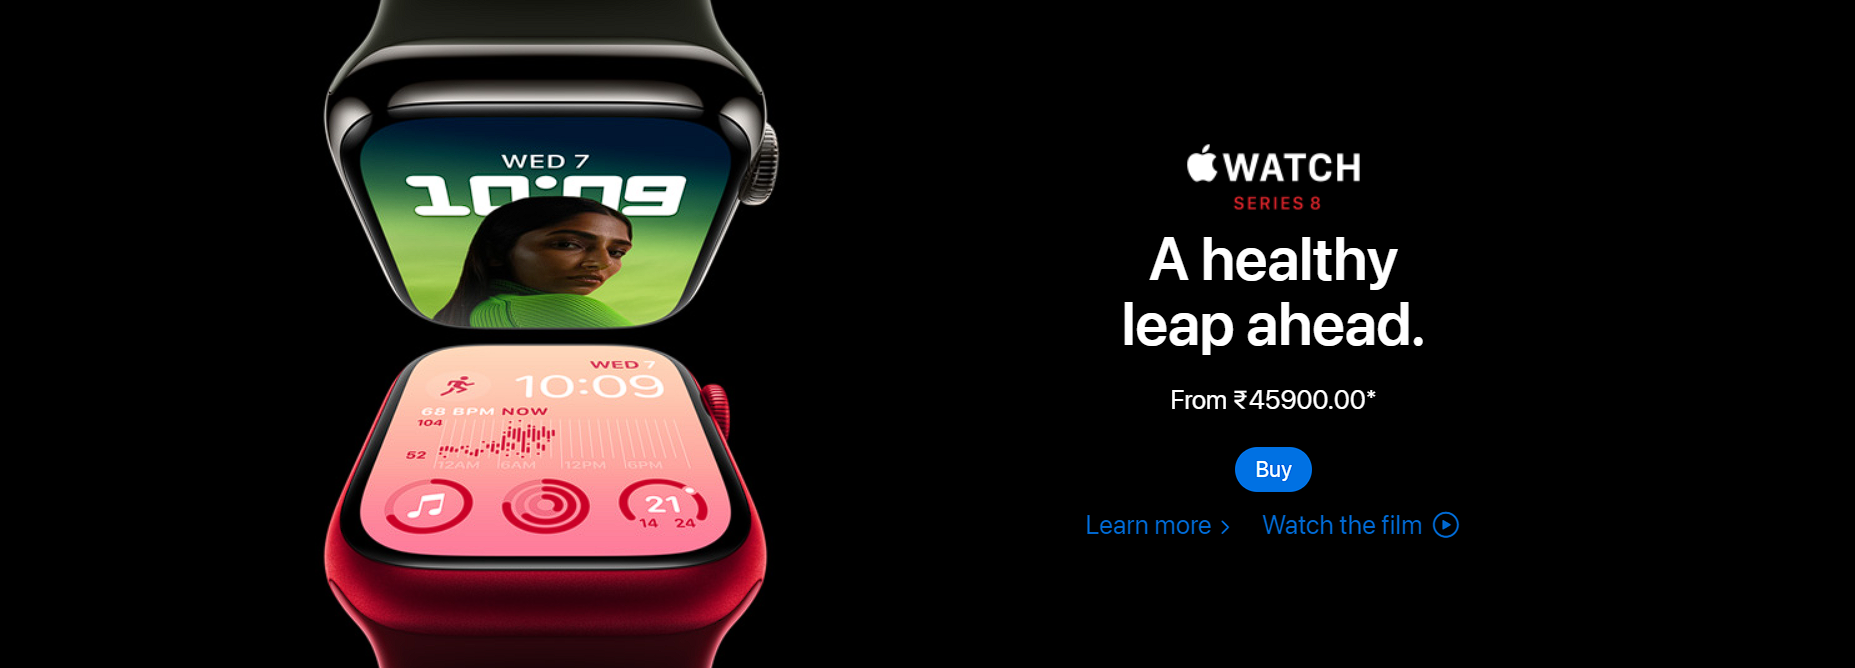 WED 7
10:09
WED 7
10:09
68 BPM NOW
104
52
12AM 6AM 12PM 6PM
21
14 24
WATCH
SERIES 8
A healthy
leap ahead.
From ₹45900.00*
Buy
Learn more > Watch the film